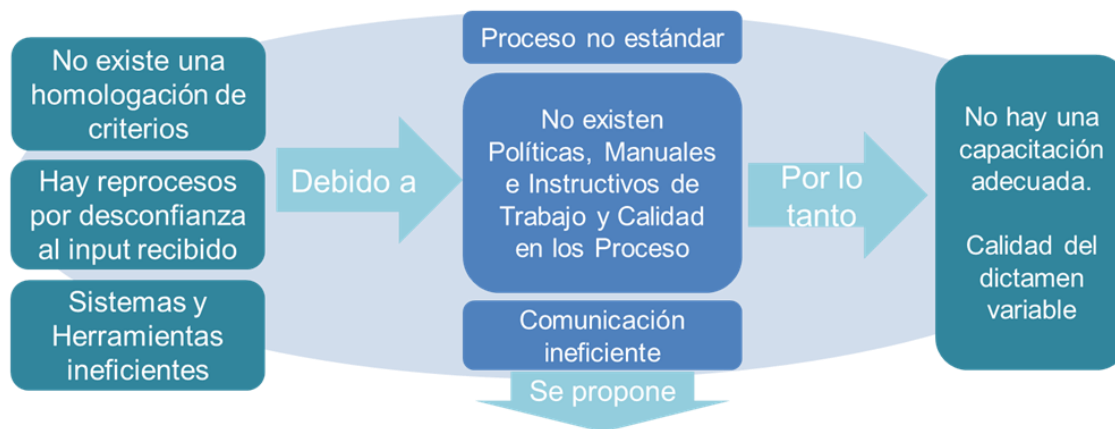 No existe una
homologación de
criterios
Hay reprocesos
por desconfianza
al input recibido
Sistemas y
Herramientas
ineficientes
Debido a
Proceso no estándar
No existen
Políticas, Manuales
e Instructivos de
Trabajo y Calidad
en los Proceso
Comunicación
ineficiente
Se propone
Por lo
tanto
No hay una
capacitación
adecuada.
Calidad del
dictamen
variable